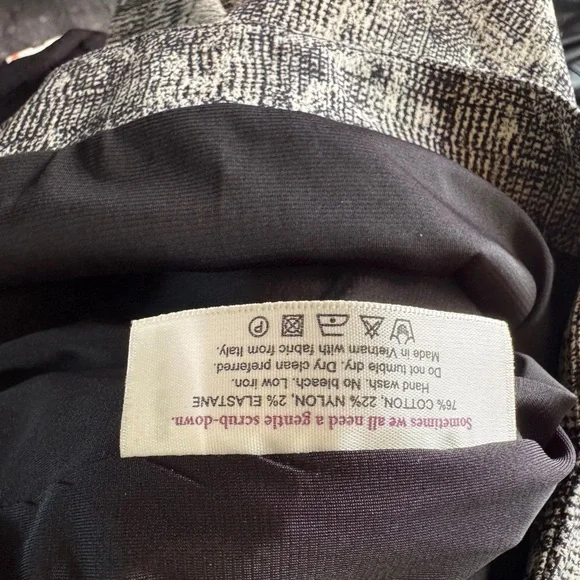 Sometimes we all need a gentle scrub-down.
76% COTTON, 22% NYLON, 2% ELASTANE
Hand wash. No bleach. Low iron.
Do not tumble dry. Dry clean preferred.
Made in Vietnam with fabric from Italy.
P